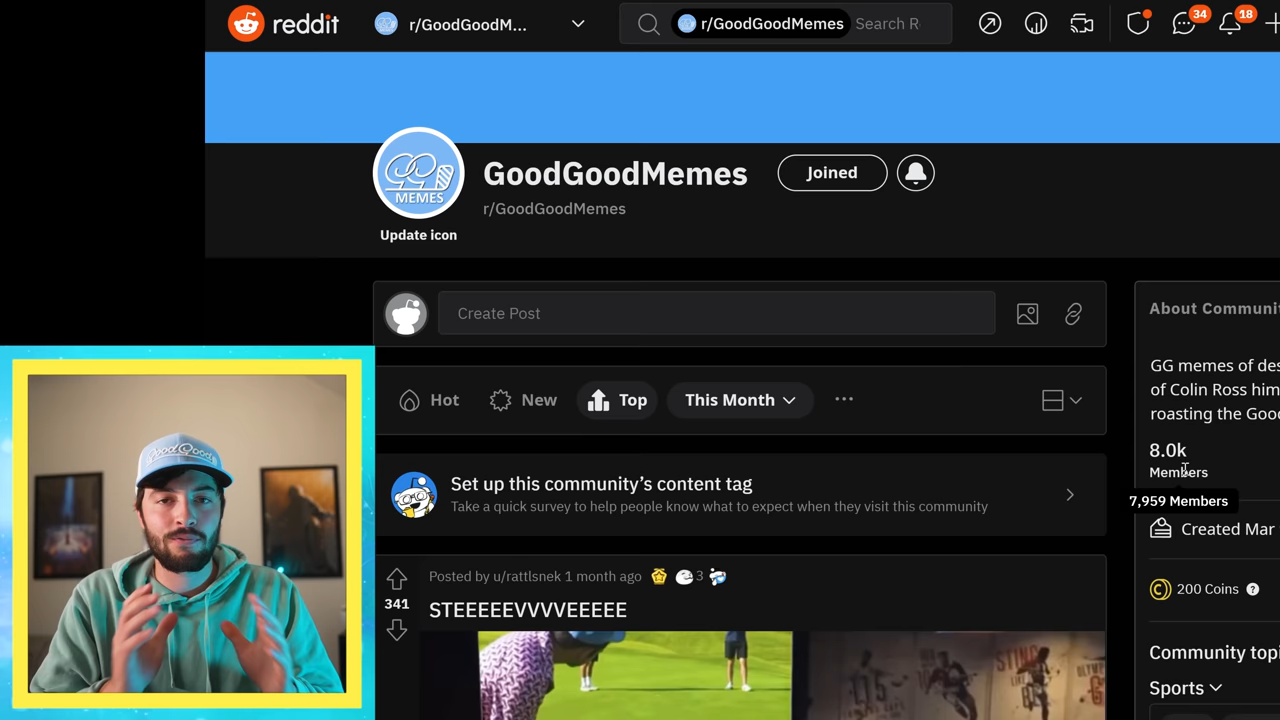 reddit
r/GoodGoodM...
r/GoodGoodMemes
Search R
34
18
GoodGoodMemes
Joined
r/GoodGoodMemes
MEMES
Update icon
Create Post
Hot
New
Top
This Month
...
Set up this community's content tag
Take a quick survey to help people know what to expect when they visit this community
Posted by u/rattlsnek 1 month ago
3
341
STEEEEEVVVVEEEEE
About Communi
GG memes of des
of Colin Ross him
roasting the Goo
8.0k
Members
7,959 Members
Created Mar
200 Coins
?
Community topi
Sports
GoodGood
STING